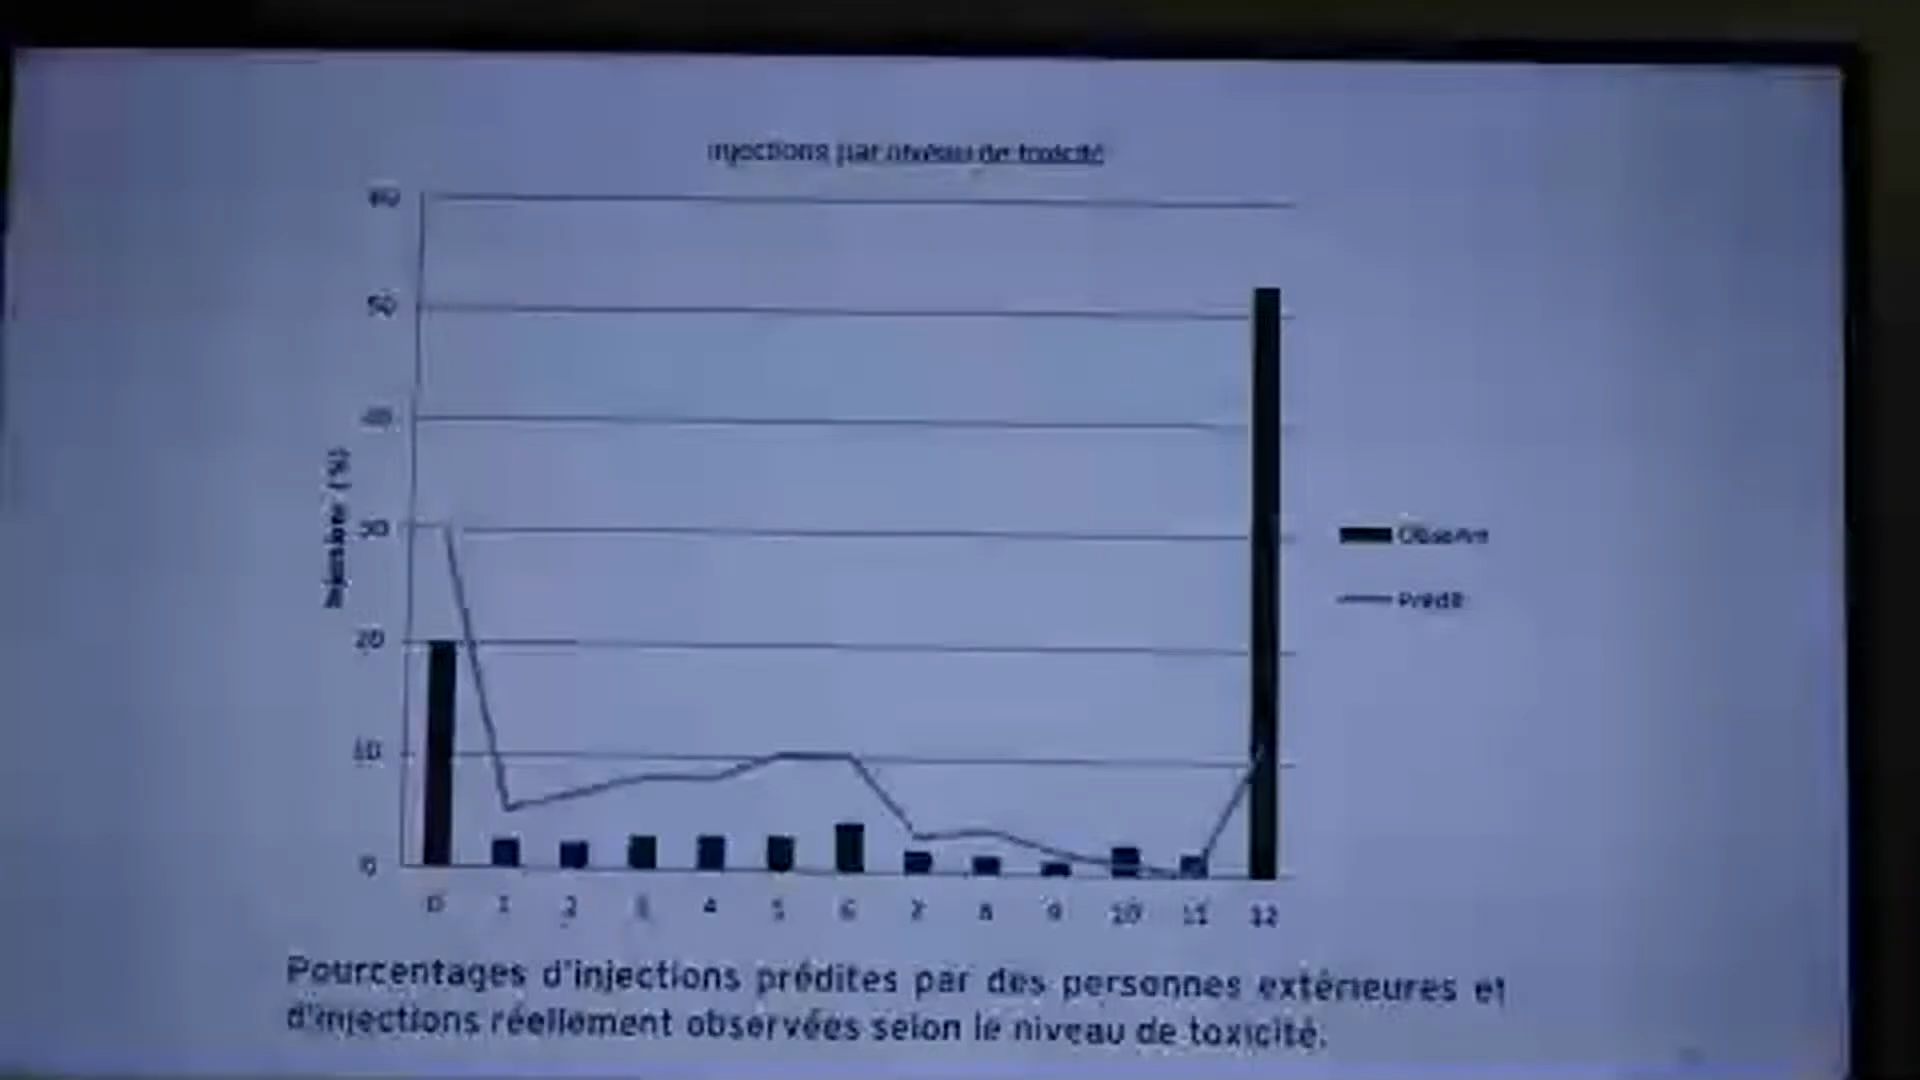 Injections par niveau de toxicité
60
50
40
30
20
10
0
Injections (%)
Observé
Prédit
0 1 2 3 4 5 6 7 8 9 10 11 12
Pourcentages d'injections prédites par des personnes extérieures et
d'injections réellement observées selon le niveau de toxicité.